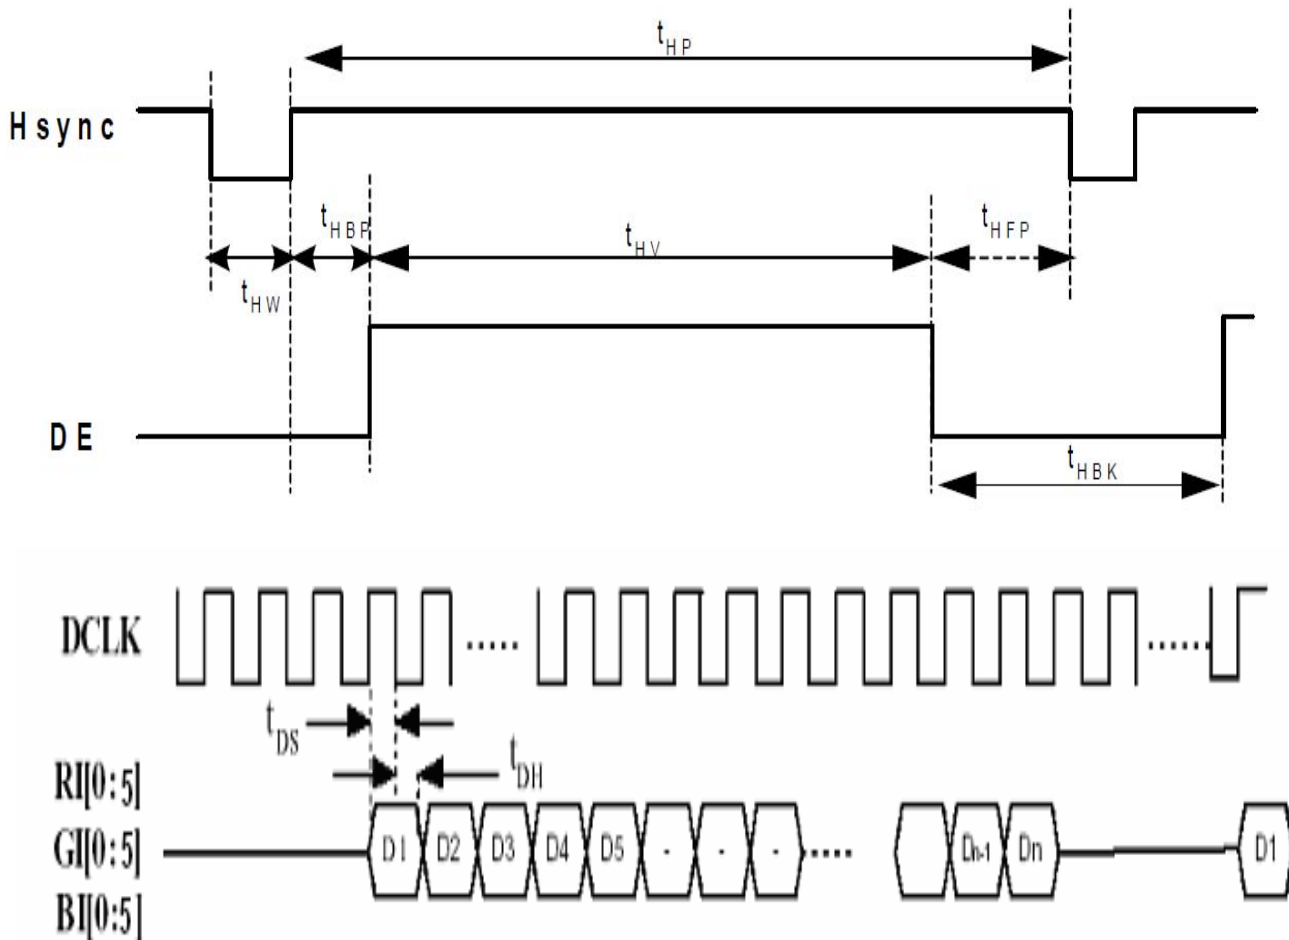 tHP
Hsync
tHBP
tHV
tHFP
tHW
DE
tHBK
DCLK
tDS
tDH
RI[0:5]
GI[0:5]
BI[0:5]
D1 D2 D3 D4 D5 - - - ..... Dn-1 Dn D1